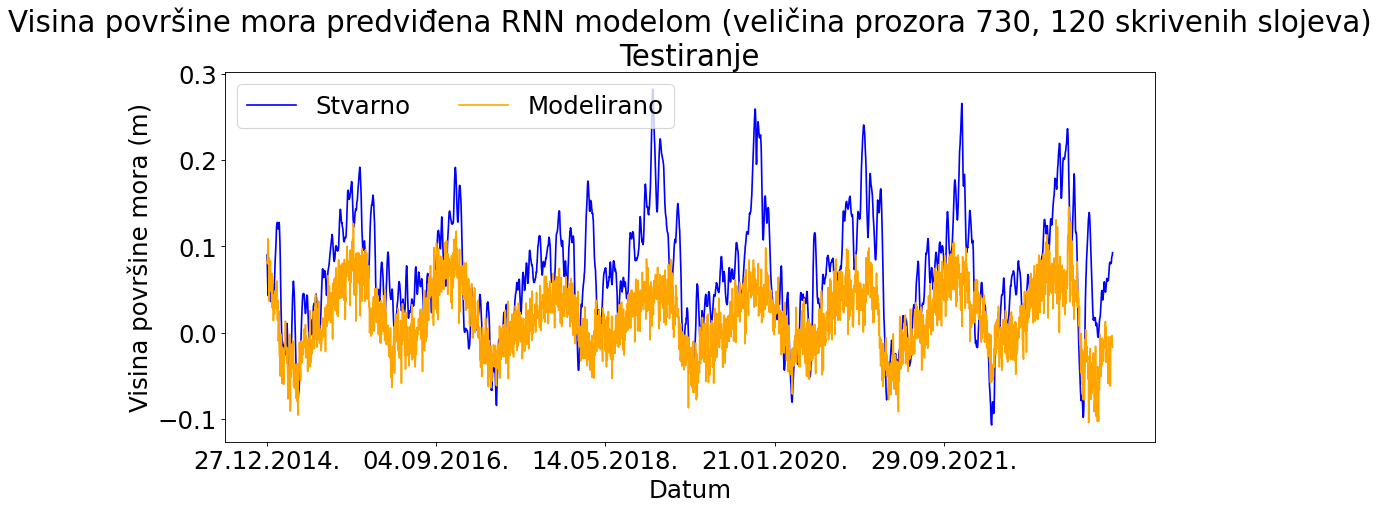 Visina površine mora predviđena RNN modelom (veličina prozora 730, 120 skrivenih slojeva)
Testiranje
Stvarno Modelirano
Visina površine mora (m)
0.3
0.2
0.1
0.0
−0.1
27.12.2014. 04.09.2016. 14.05.2018. 21.01.2020. 29.09.2021.
Datum